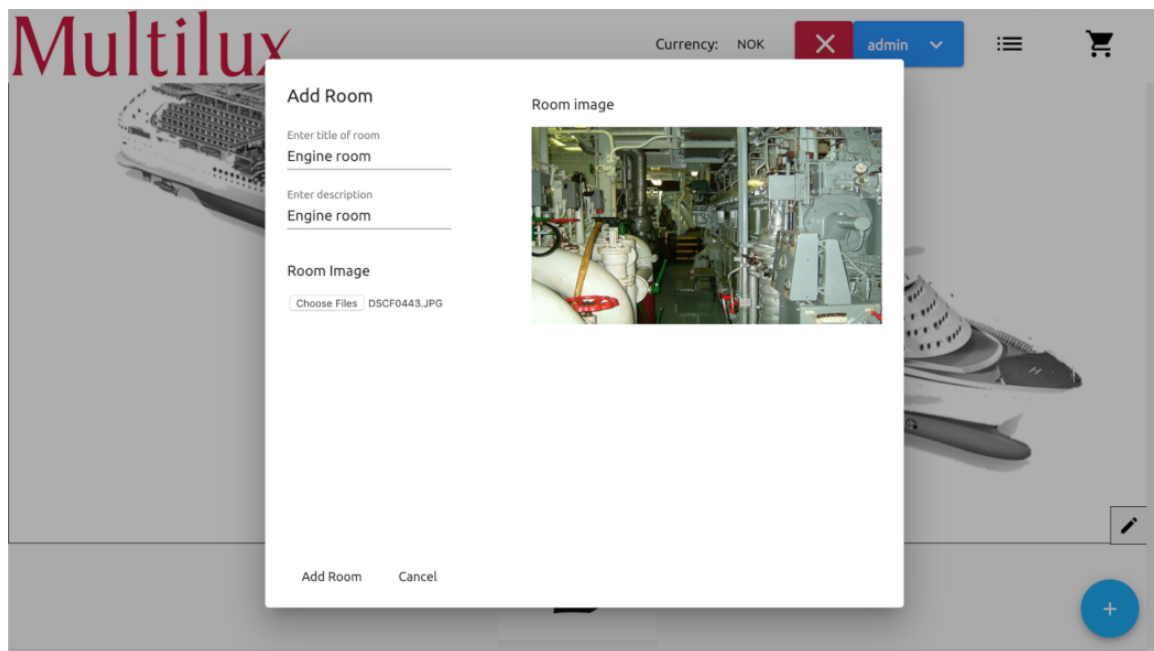 Multilux
Currency: NOK
admin
Add Room
Enter title of room
Engine room
Enter description
Engine room
Room Image
Choose Files DSCF0443.JPG
Add Room Cancel
Room image
H